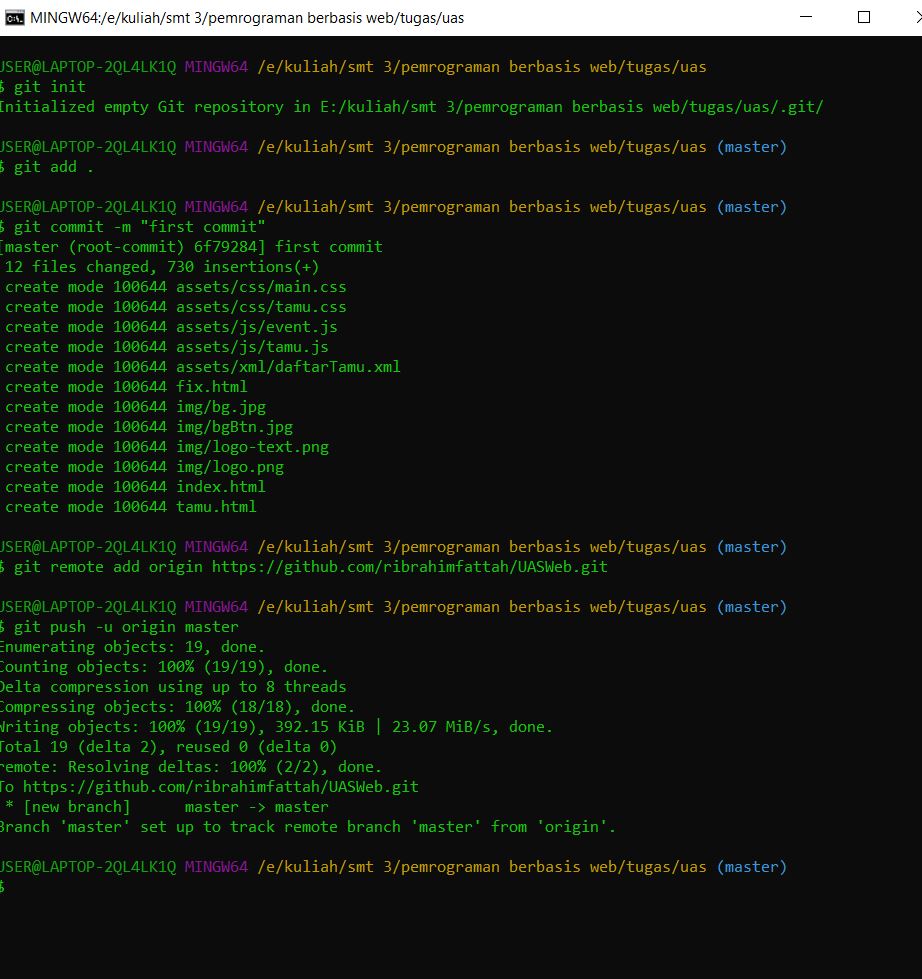 MINGW64:/e/kuliah/smt 3/pemrograman berbasis web/tugas/uas
USER@LAPTOP-2QL4LK1Q MINGW64 /e/kuliah/smt 3/pemrograman berbasis web/tugas/uas
$ git init
Initialized empty Git repository in E:/kuliah/smt 3/pemrograman berbasis web/tugas/uas/.git/
USER@LAPTOP-2QL4LK1Q MINGW64 /e/kuliah/smt 3/pemrograman berbasis web/tugas/uas (master)
$ git add .
USER@LAPTOP-2QL4LK1Q MINGW64 /e/kuliah/smt 3/pemrograman berbasis web/tugas/uas (master)
$ git commit -m "first commit"
[master (root-commit) 6f79284] first commit
12 files changed, 730 insertions(+)
create mode 100644 assets/css/main.css
create mode 100644 assets/css/tamu.css
create mode 100644 assets/js/event.js
create mode 100644 assets/js/tamu.js
create mode 100644 assets/xml/daftarTamu.xml
create mode 100644 fix.html
create mode 100644 img/bg.jpg
create mode 100644 img/bgBtn.jpg
create mode 100644 img/logo-text.png
create mode 100644 img/logo.png
create mode 100644 index.html
create mode 100644 tamu.html
USER@LAPTOP-2QL4LK1Q MINGW64 /e/kuliah/smt 3/pemrograman berbasis web/tugas/uas (master)
$ git remote add origin https://github.com/ribrahimfattah/UASWeb.git
USER@LAPTOP-2QL4LK1Q MINGW64 /e/kuliah/smt 3/pemrograman berbasis web/tugas/uas (master)
$ git push -u origin master
Enumerating objects: 19, done.
Counting objects: 100% (19/19), done.
Delta compression using up to 8 threads
Compressing objects: 100% (18/18), done.
Writing objects: 100% (19/19), 392.15 KiB | 23.07 MiB/s, done.
Total 19 (delta 2), reused 0 (delta 0)
remote: Resolving deltas: 100% (2/2), done.
To https://github.com/ribrahimfattah/UASWeb.git
* [new branch]      master -> master
Branch 'master' set up to track remote branch 'master' from 'origin'.
USER@LAPTOP-2QL4LK1Q MINGW64 /e/kuliah/smt 3/pemrograman berbasis web/tugas/uas (master)
$